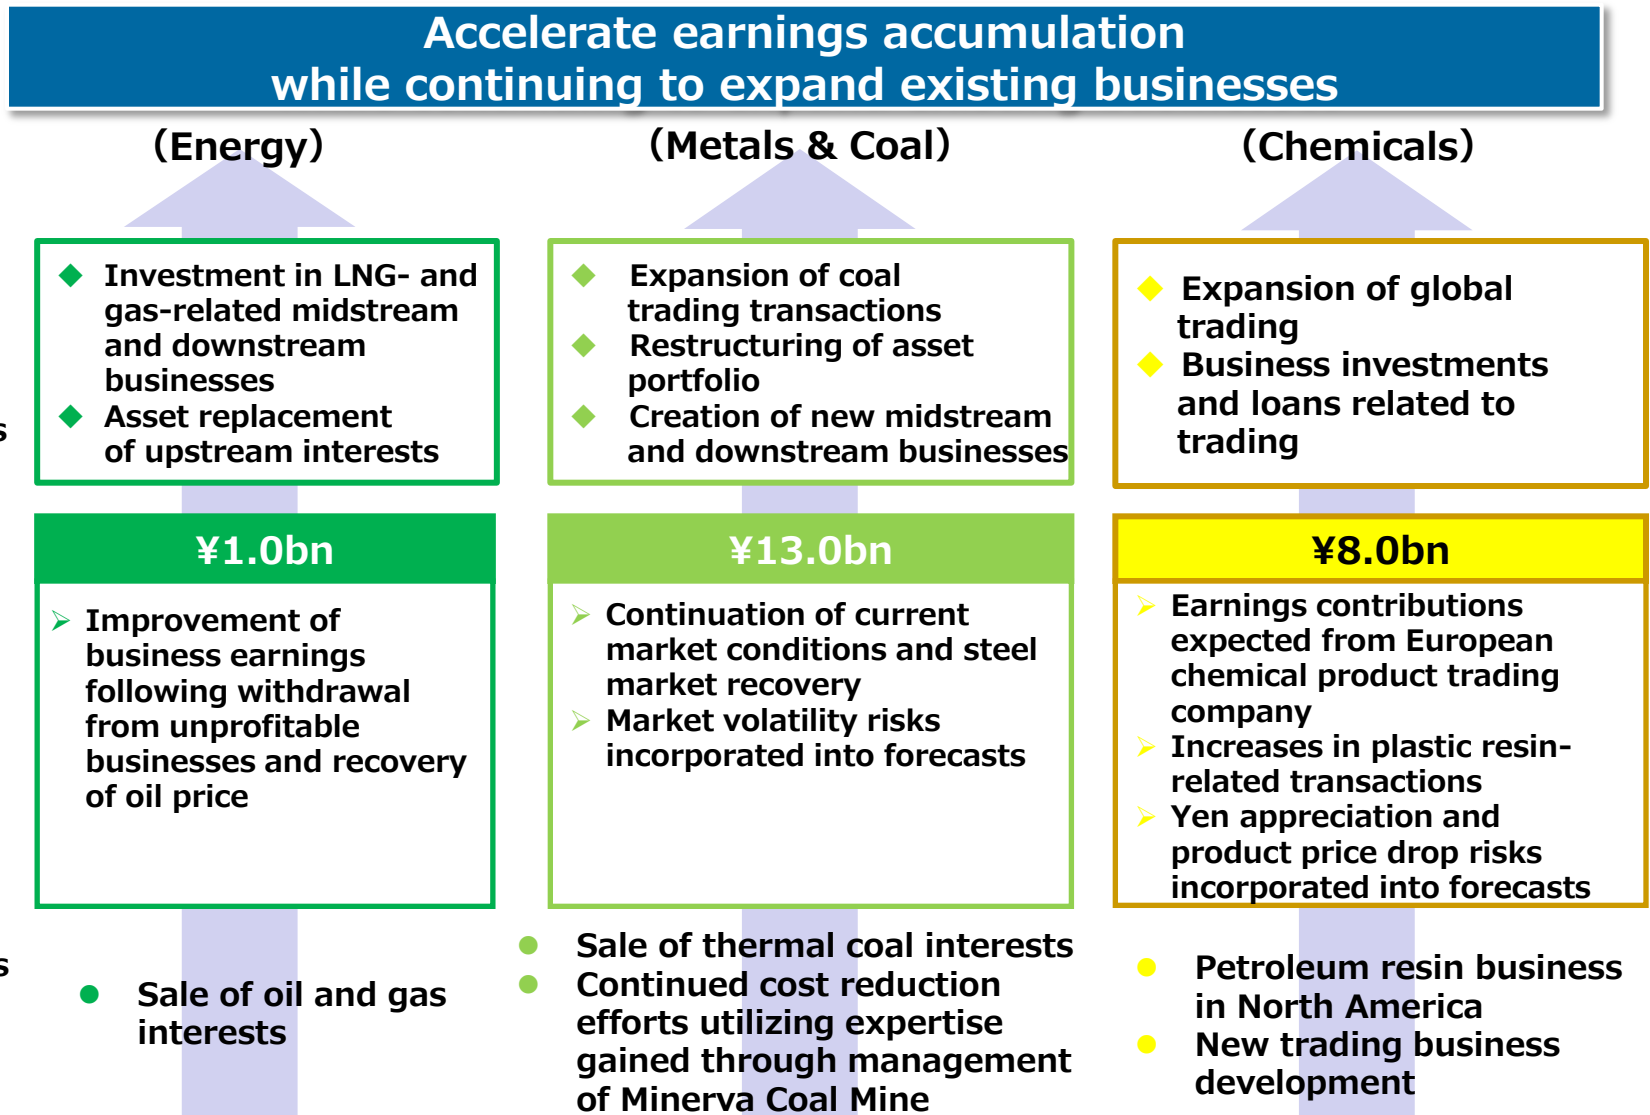 Accelerate earnings accumulation
while continuing to expand existing businesses
(Energy)
(Metals & Coal)
(Chemicals)
◆ Investment in LNG- and
gas-related midstream
and downstream
businesses
◆ Asset replacement
of upstream interests
◆ Expansion of coal
trading transactions
◆ Restructuring of asset
portfolio
◆ Creation of new midstream
and downstream businesses
◆ Expansion of global
trading
◆ Business investments
and loans related to
trading
s
¥1.0bn
➢ Improvement of
business earnings
following withdrawal
from unprofitable
businesses and recovery
of oil price
¥13.0bn
➢ Continuation of current
market conditions and steel
market recovery
➢ Market volatility risks
incorporated into forecasts
¥8.0bn
➢ Earnings contributions
expected from European
chemical product trading
company
➢ Increases in plastic resin-
related transactions
➢ Yen appreciation and
product price drop risks
incorporated into forecasts
s
● Sale of oil and gas
interests
● Sale of thermal coal interests
● Continued cost reduction
efforts utilizing expertise
gained through management
of Minerva Coal Mine
● Petroleum resin business
in North America
● New trading business
development